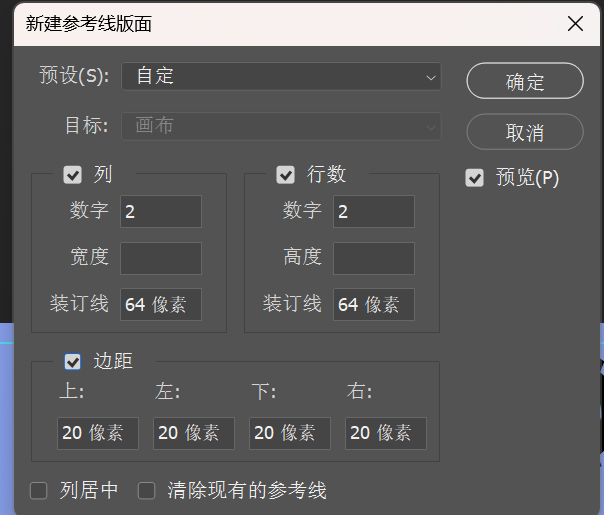 新建参考线版面
预设(S): 自定
确定
目标: 画布
取消
列
行数
预览(P)
数字 2
数字 2
宽度
高度
装订线 64 像素
装订线 64 像素
边距
上: 左: 下: 右:
20 像素 20 像素 20 像素 20 像素
列居中 清除现有的参考线